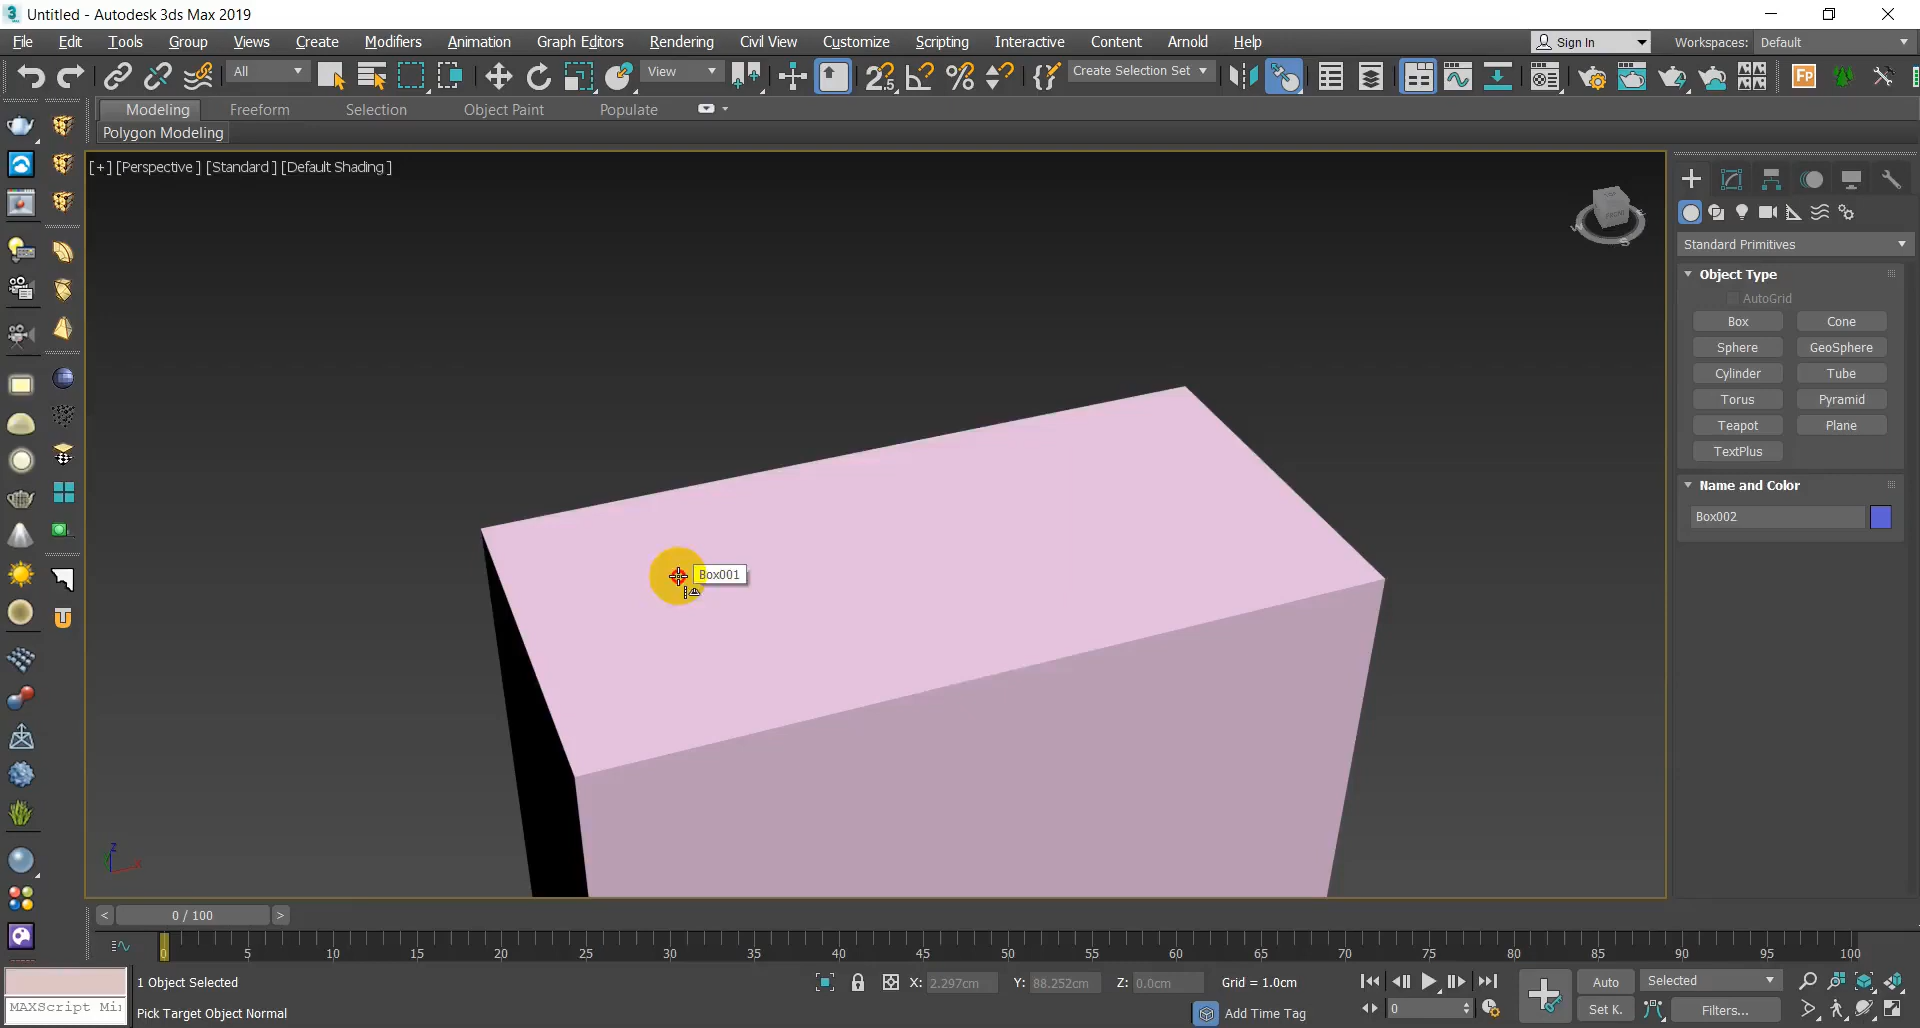 Untitled - Autodesk 3ds Max 2019
File Edit Tools Group Views Create Modifiers Animation Graph Editors Rendering Civil View Customize Scripting Interactive Content Arnold Help Sign In Workspaces: Default
All View Create Selection Set Fp
Modeling Freeform Selection Object Paint Populate
Polygon Modeling
[+] [Perspective ] [Standard ] [Default Shading ]
Standard Primitives
Object Type
AutoGrid
Box Cone
Sphere GeoSphere
Cylinder Tube
Torus Pyramid
Teapot Plane
TextPlus
Name and Color
Box002
Box001
z
x
< 0 / 100 >
0 5 10 15 20 25 30 35 40 45 50 55 60 65 70 75 80 85 90 95 100
1 Object Selected X: 2.297cm Y: 88.252cm Z: 0.0cm Grid = 1.0cm Auto Selected
MAXScript Mi
Pick Target Object Normal Add Time Tag 0 Set K. Filters...